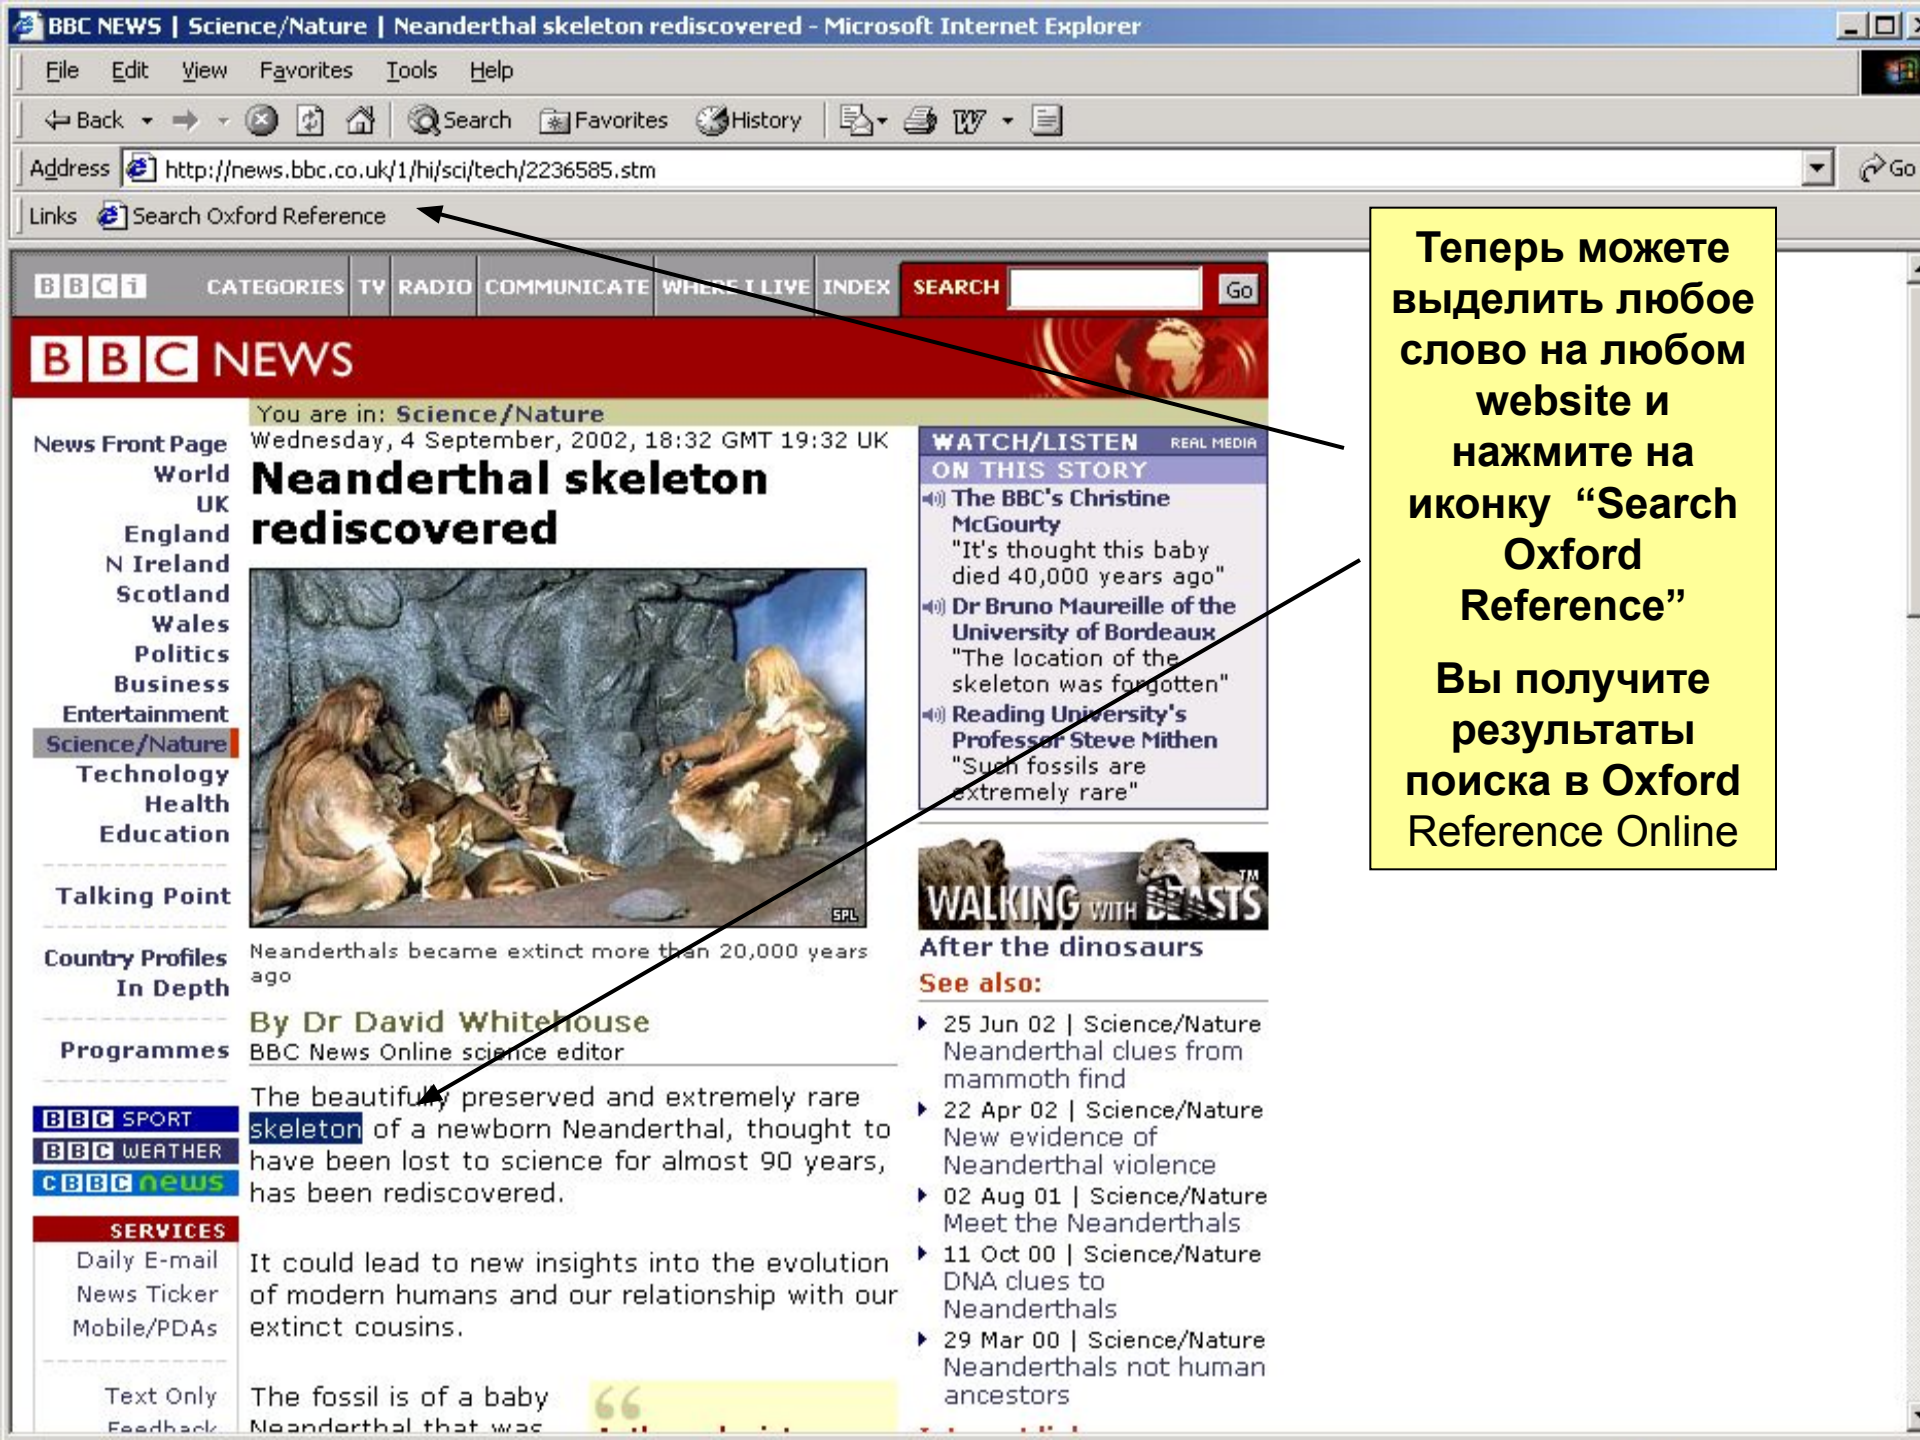 BBC NEWS | Science/Nature | Neanderthal skeleton rediscovered - Microsoft Internet Explorer
File Edit View Favorites Tools Help
Back Search Favorites History
Address http://news.bbc.co.uk/1/hi/sci/tech/2236585.stm Go
Links Search Oxford Reference
BBCi CATEGORIES TV RADIO COMMUNICATE WHERE I LIVE INDEX SEARCH Go
BBC NEWS
You are in: Science/Nature
News Front Page
World
UK
England
N Ireland
Scotland
Wales
Politics
Business
Entertainment
Science/Nature
Technology
Health
Education
Talking Point
Country Profiles
In Depth
Programmes
BBC SPORT
BBC WEATHER
CBBC news
SERVICES
Daily E-mail
News Ticker
Mobile/PDAs
Text Only
Feedback
Wednesday, 4 September, 2002, 18:32 GMT 19:32 UK
Neanderthal skeleton
rediscovered
SPL
Neanderthals became extinct more than 20,000 years
ago
By Dr David Whitehouse
BBC News Online science editor
The beautifully preserved and extremely rare
skeleton of a newborn Neanderthal, thought to
have been lost to science for almost 90 years,
has been rediscovered.
It could lead to new insights into the evolution
of modern humans and our relationship with our
extinct cousins.
The fossil is of a baby
Neanderthal that was
WATCH/LISTEN REAL MEDIA
ON THIS STORY
The BBC's Christine
McGourty
"It's thought this baby
died 40,000 years ago"
Dr Bruno Maureille of the
University of Bordeaux
"The location of the
skeleton was forgotten"
Reading University's
Professor Steve Mithen
"Such fossils are
extremely rare"
WALKING WITH BEASTS TM
After the dinosaurs
See also:
25 Jun 02 | Science/Nature
Neanderthal clues from
mammoth find
22 Apr 02 | Science/Nature
New evidence of
Neanderthal violence
02 Aug 01 | Science/Nature
Meet the Neanderthals
11 Oct 00 | Science/Nature
DNA clues to
Neanderthals
29 Mar 00 | Science/Nature
Neanderthals not human
ancestors
Теперь можете
выделить любое
слово на любом
website и
нажмите на
иконку “Search
Oxford
Reference”
Вы получите
результаты
поиска в Oxford
Reference Online